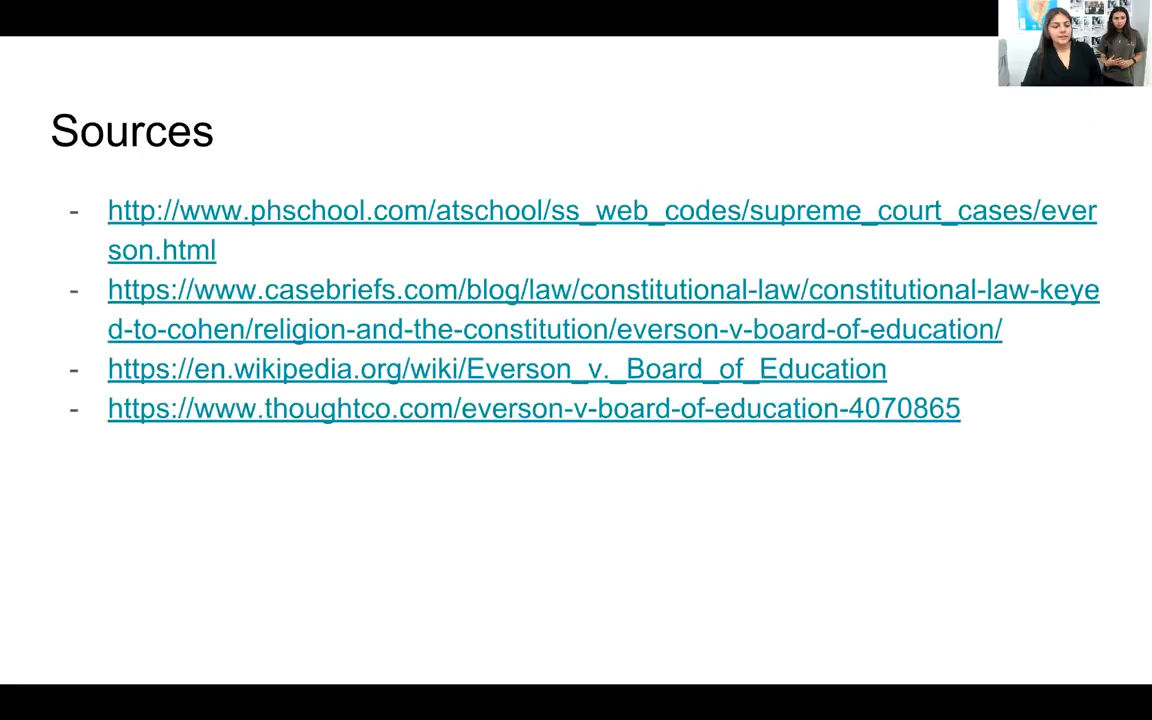 Sources
- http://www.phschool.com/atschool/ss_web_codes/supreme_court_cases/ever
son.html
- https://www.casebriefs.com/blog/law/constitutional-law/constitutional-law-keye
d-to-cohen/religion-and-the-constitution/everson-v-board-of-education/
- https://en.wikipedia.org/wiki/Everson_v._Board_of_Education
- https://www.thoughtco.com/everson-v-board-of-education-4070865